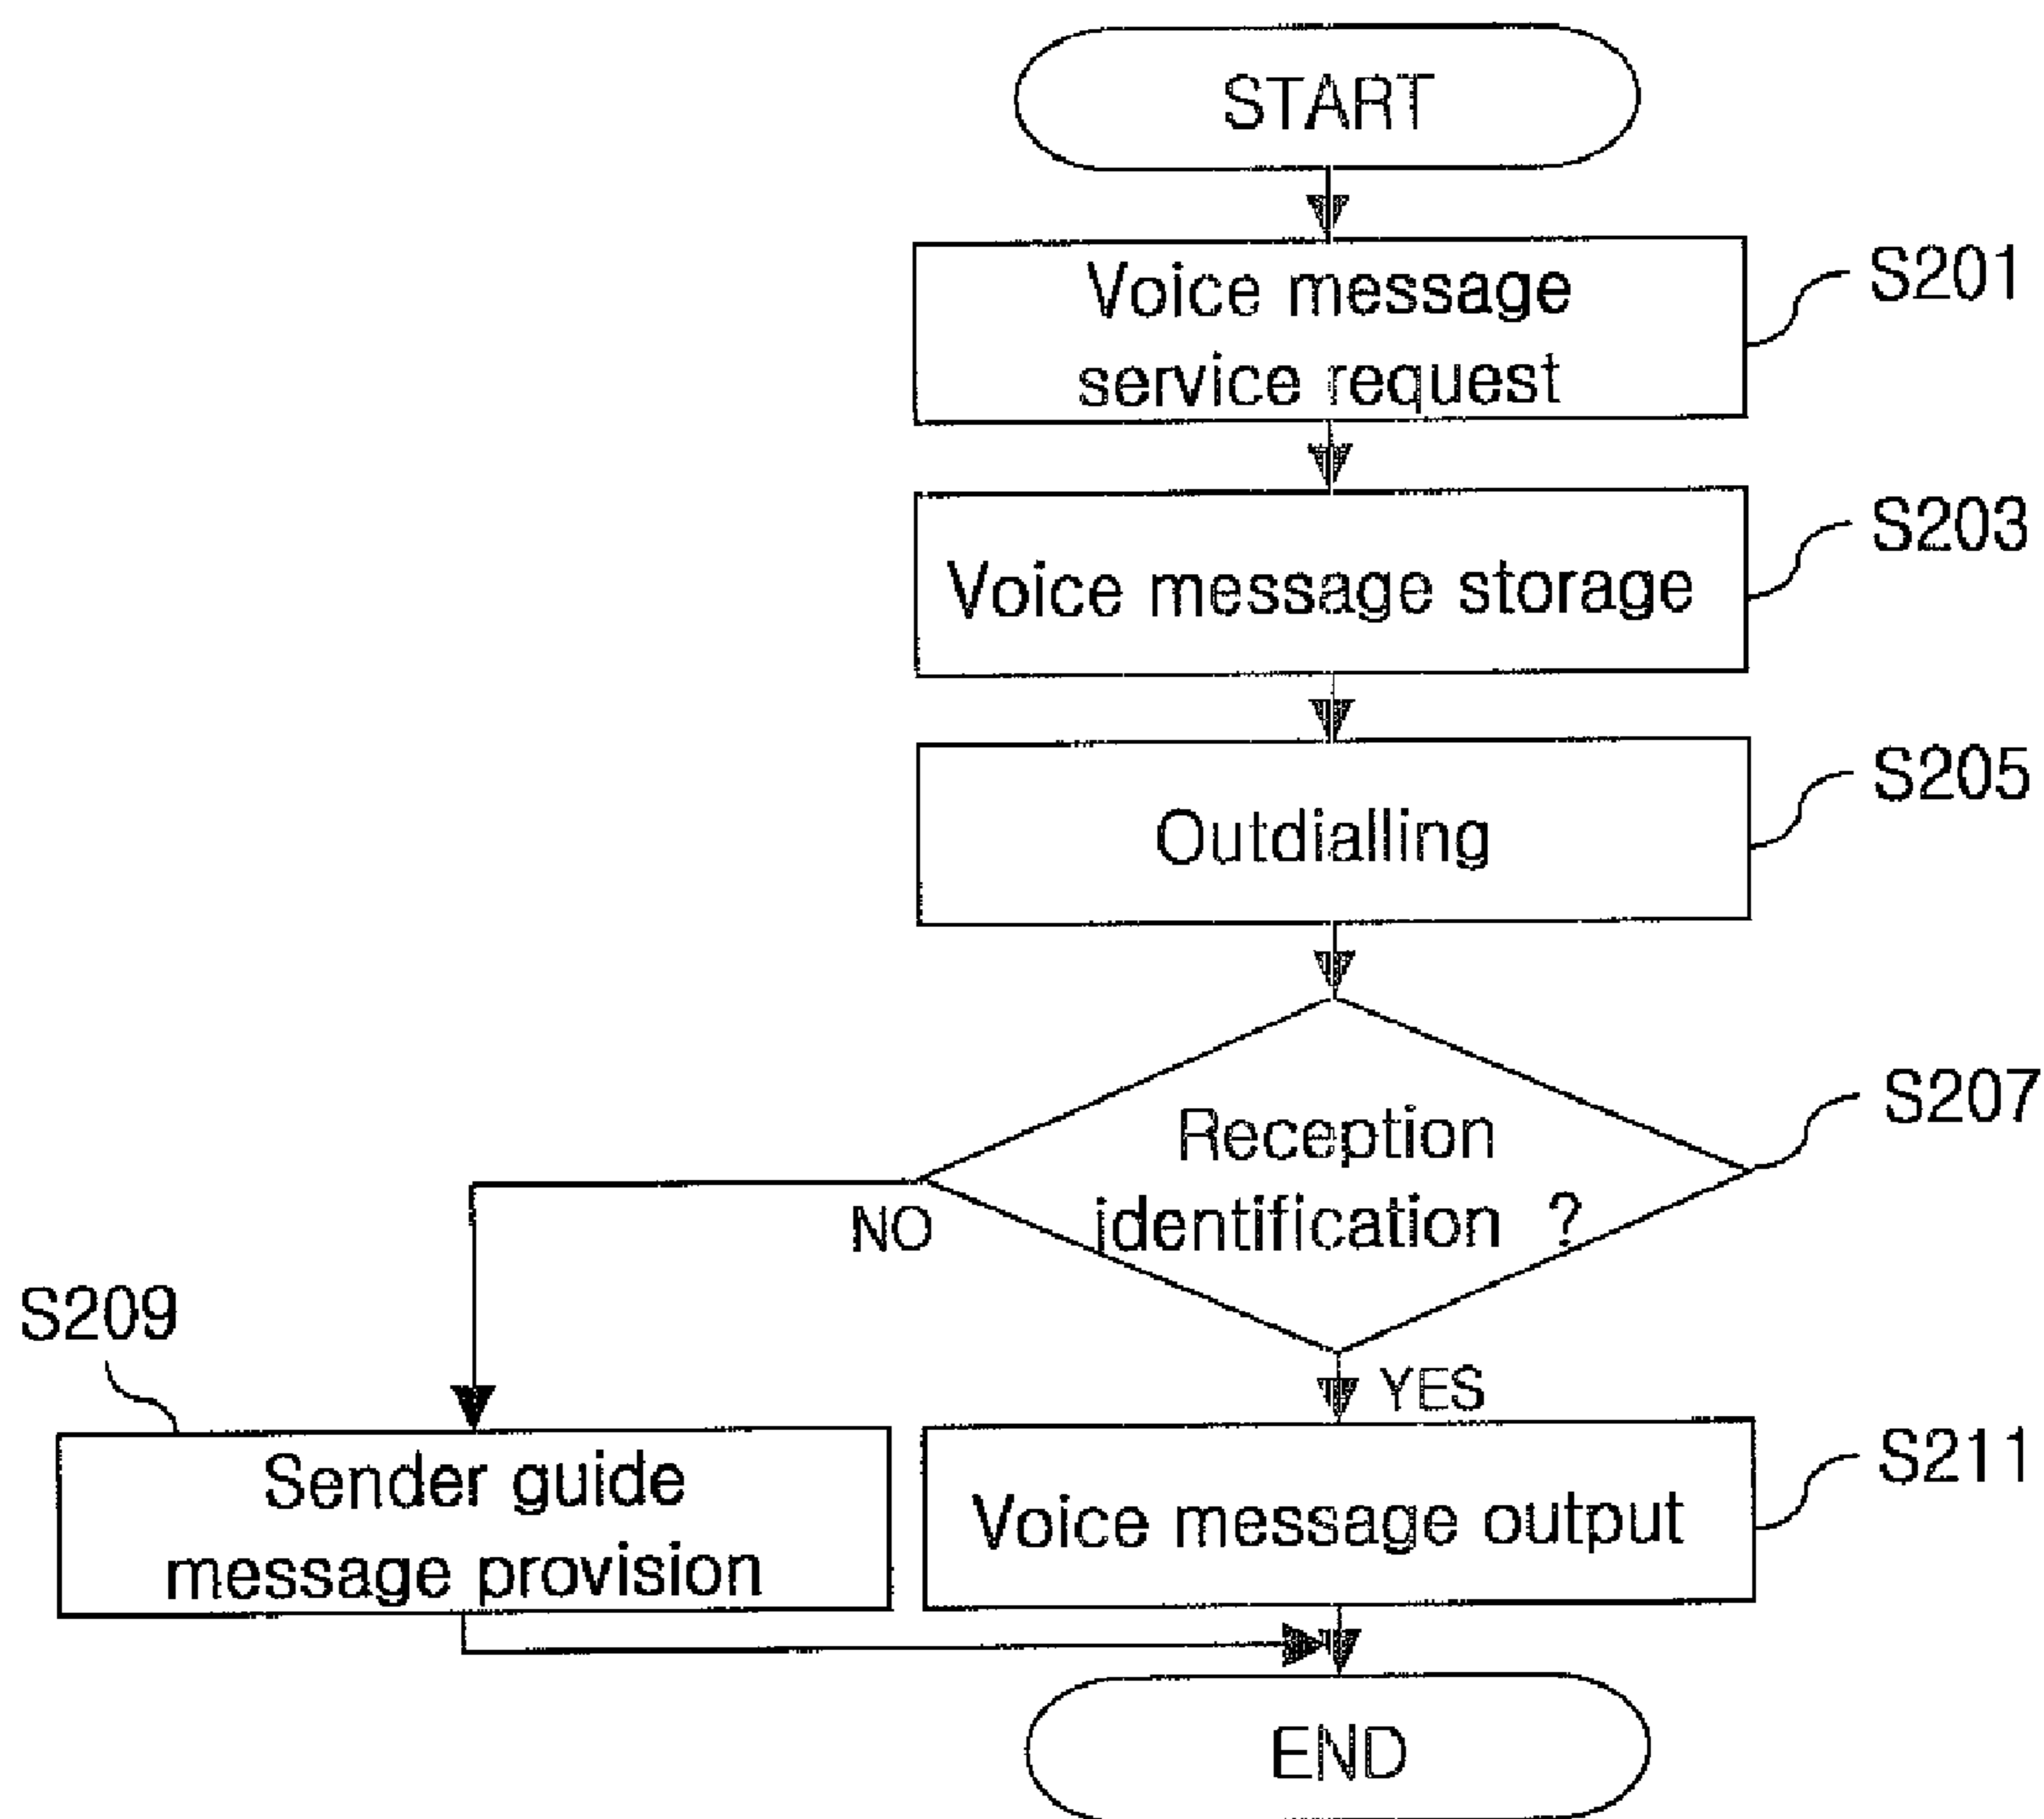 START
Voice message
service request
S201
Voice message storage
S203
Outdialling
S205
Reception
identification ?
S207
NO
YES
S209
Sender guide
message provision
Voice message output
S211
END